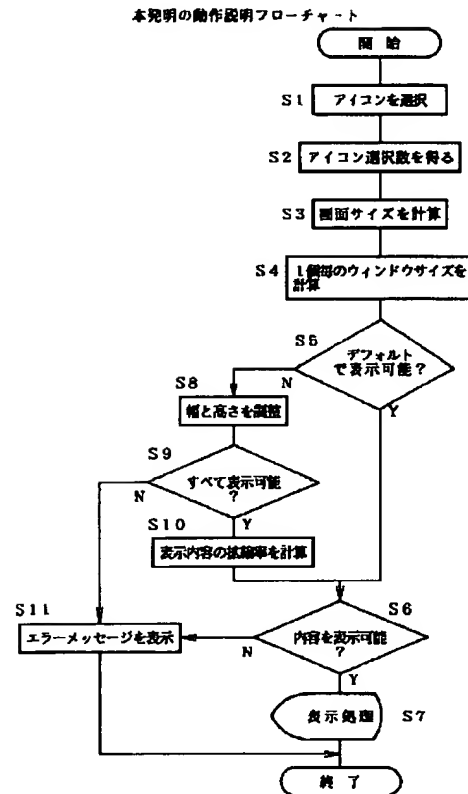 本発明の動作説明フローチャート
開 始
S1 アイコンを選択
S2 アイコン選択数を得る
S3 画面サイズを計算
S4 1個毎のウィンドウサイズを
計算
S5
デフォルト
で表示可能?
N
Y
S8
幅と高さを調整
S9
すべて表示可能
?
N
Y
S10
表示内容の拡縮率を計算
S11
エラーメッセージを表示
S6
内容を表示可能
?
N
Y
表示処理 S7
終 了